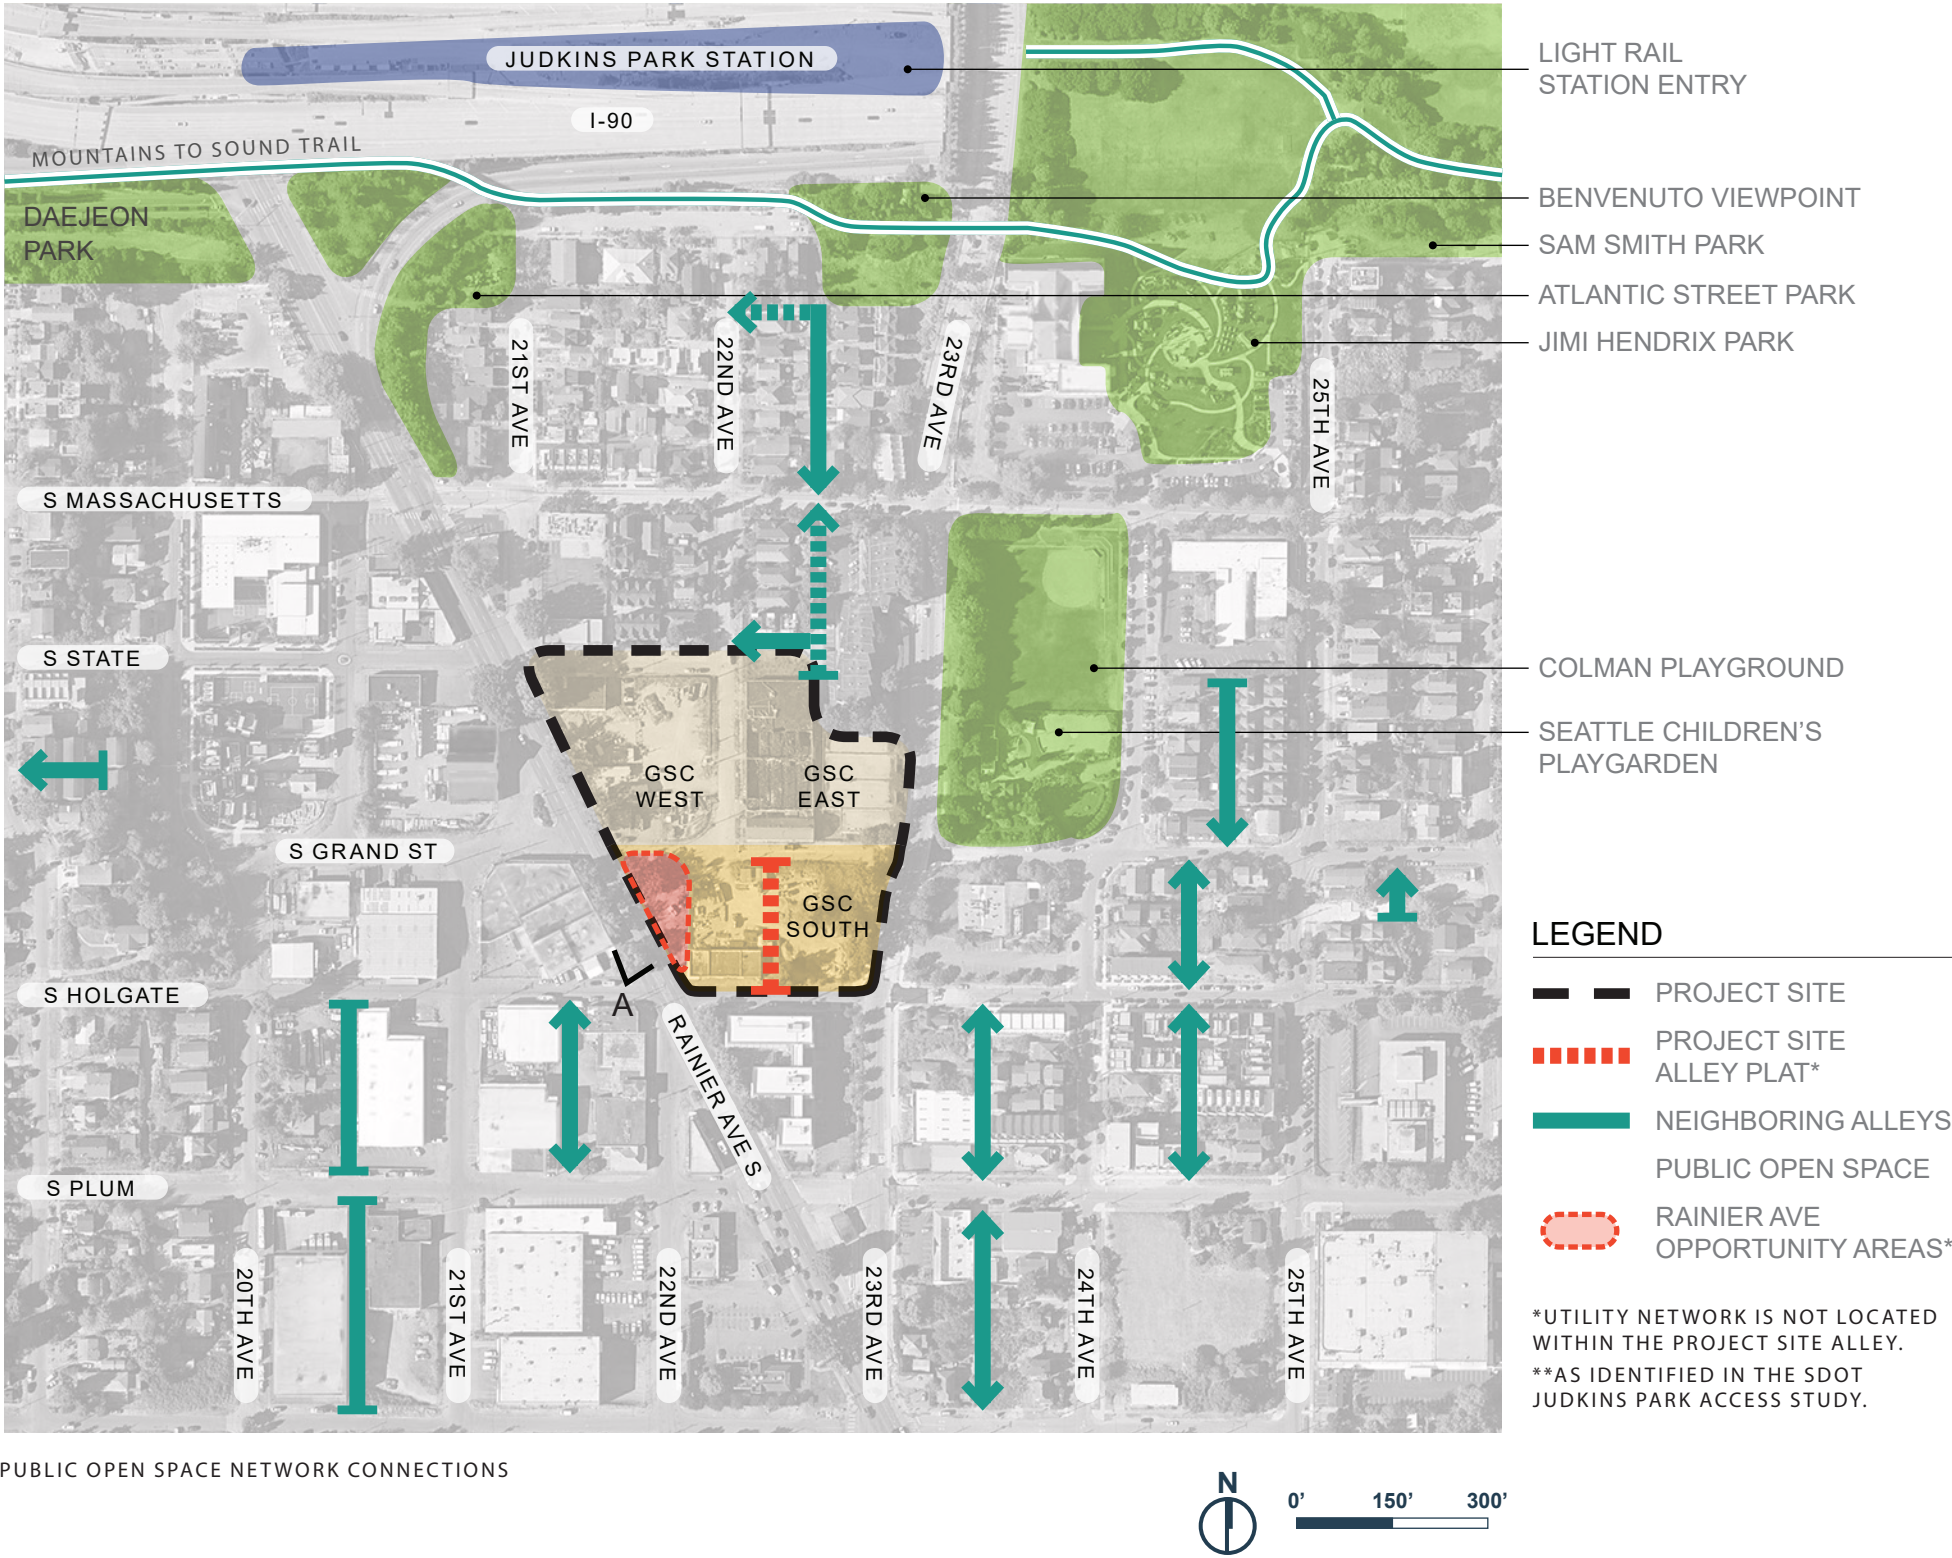 JUDKINS PARK STATION
I-90
MOUNTAINS TO SOUND TRAIL
DAEJEON
PARK
LIGHT RAIL
STATION ENTRY
BENVENUTO VIEWPOINT
SAM SMITH PARK
ATLANTIC STREET PARK
JIMI HENDRIX PARK
21ST AVE
22ND AVE
23RD AVE
25TH AVE
S MASSACHUSETTS
S STATE
COLMAN PLAYGROUND
SEATTLE CHILDREN’S
PLAYGARDEN
GSC
WEST
GSC
EAST
S GRAND ST
GSC
SOUTH
S HOLGATE
A
RAINIER AVE S
S PLUM
20TH AVE
21ST AVE
22ND AVE
23RD AVE
24TH AVE
25TH AVE
LEGEND
PROJECT SITE
PROJECT SITE
ALLEY PLAT*
NEIGHBORING ALLEYS
PUBLIC OPEN SPACE
RAINIER AVE
OPPORTUNITY AREAS*
*UTILITY NETWORK IS NOT LOCATED
WITHIN THE PROJECT SITE ALLEY.
**AS IDENTIFIED IN THE SDOT
JUDKINS PARK ACCESS STUDY.
PUBLIC OPEN SPACE NETWORK CONNECTIONS
N
0’ 150’ 300’